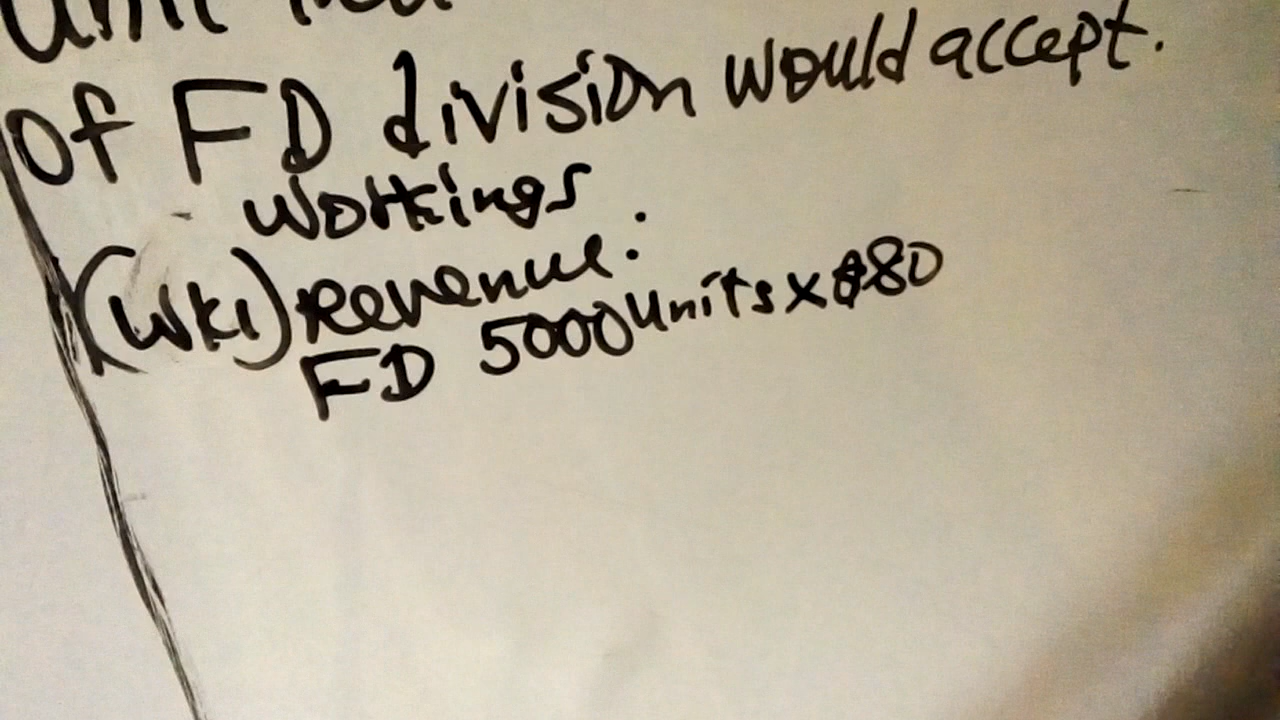 of FD division would accept.
Workings
(Wk1) Revenue:
FD 5000 units x $80